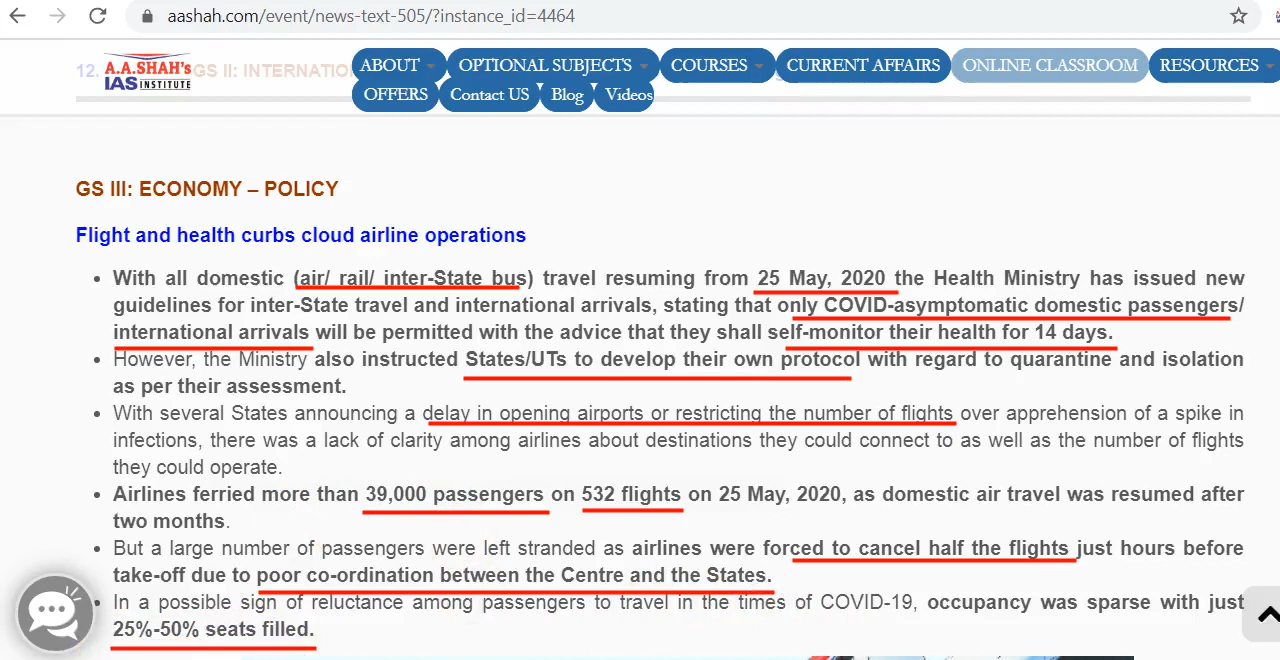 aashah.com/event/news-text-505/?instance_id=4464
12. GS II: INTERNATIO
A.A.SHAH's
IAS INSTITUTE
ABOUT OPTIONAL SUBJECTS COURSES CURRENT AFFAIRS ONLINE CLASSROOM RESOURCES
OFFERS Contact US Blog Videos
GS III: ECONOMY – POLICY
Flight and health curbs cloud airline operations
• With all domestic (air/ rail/ inter-State bus) travel resuming from 25 May, 2020 the Health Ministry has issued new
guidelines for inter-State travel and international arrivals, stating that only COVID-asymptomatic domestic passengers/
international arrivals will be permitted with the advice that they shall self-monitor their health for 14 days.
• However, the Ministry also instructed States/UTs to develop their own protocol with regard to quarantine and isolation
as per their assessment.
• With several States announcing a delay in opening airports or restricting the number of flights over apprehension of a spike in
infections, there was a lack of clarity among airlines about destinations they could connect to as well as the number of flights
they could operate.
• Airlines ferried more than 39,000 passengers on 532 flights on 25 May, 2020, as domestic air travel was resumed after
two months.
• But a large number of passengers were left stranded as airlines were forced to cancel half the flights just hours before
take-off due to poor co-ordination between the Centre and the States.
• In a possible sign of reluctance among passengers to travel in the times of COVID-19, occupancy was sparse with just
25%-50% seats filled.